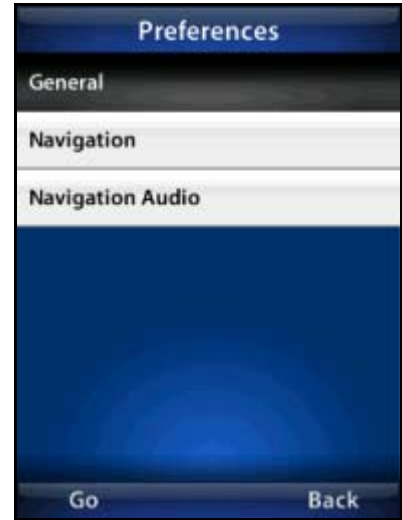 Preferences
General
Navigation
Navigation Audio
Go Back